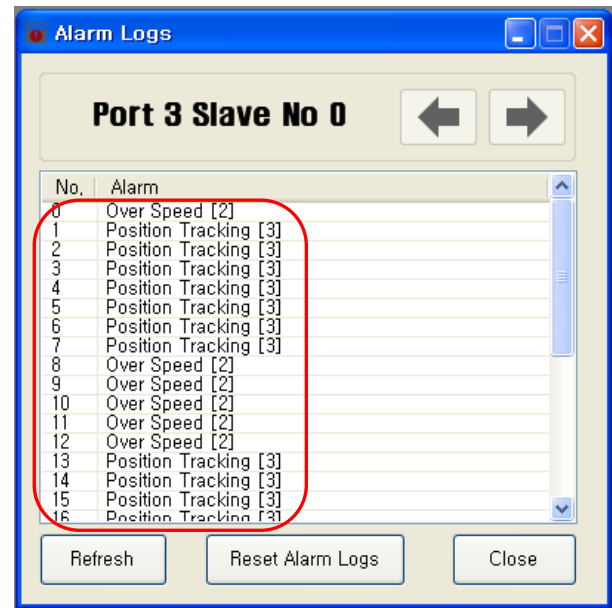 Alarm Logs
Port 3 Slave No 0
No, Alarm
0 Over Speed [2]
1 Position Tracking [3]
2 Position Tracking [3]
3 Position Tracking [3]
4 Position Tracking [3]
5 Position Tracking [3]
6 Position Tracking [3]
7 Position Tracking [3]
8 Over Speed [2]
9 Over Speed [2]
10 Over Speed [2]
11 Over Speed [2]
12 Over Speed [2]
13 Position Tracking [3]
14 Position Tracking [3]
15 Position Tracking [3]
16 Position Tracking [3]
Refresh Reset Alarm Logs Close